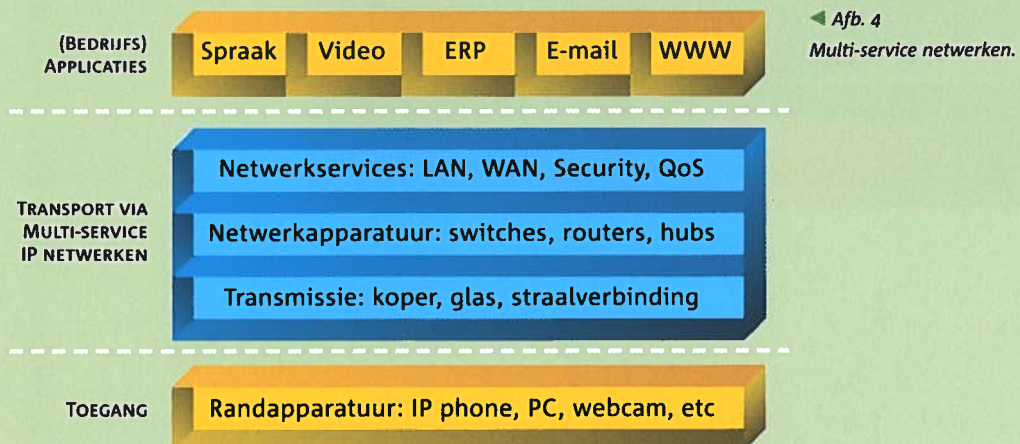 (BEDRIJFS)
APPLICATIES
Spraak Video ERP E-mail WWW
Afb. 4
Multi-service netwerken.
Netwerkservices: LAN, WAN, Security, QoS
TRANSPORT VIA
MULTI-SERVICE
IP NETWERKEN
Netwerkapparatuur: switches, routers, hubs
Transmissie: koper, glas, straalverbinding
TOEGANG
Randapparatuur: IP phone, PC, webcam, etc